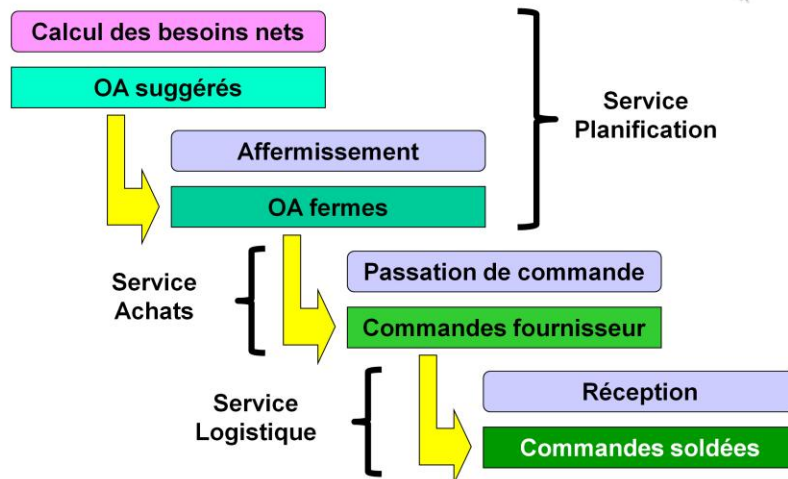 Calcul des besoins nets
OA suggérés
Service
Planification
Affermissement
OA fermes
Service
Achats
Passation de commande
Commandes fournisseur
Service
Logistique
Réception
Commandes soldées